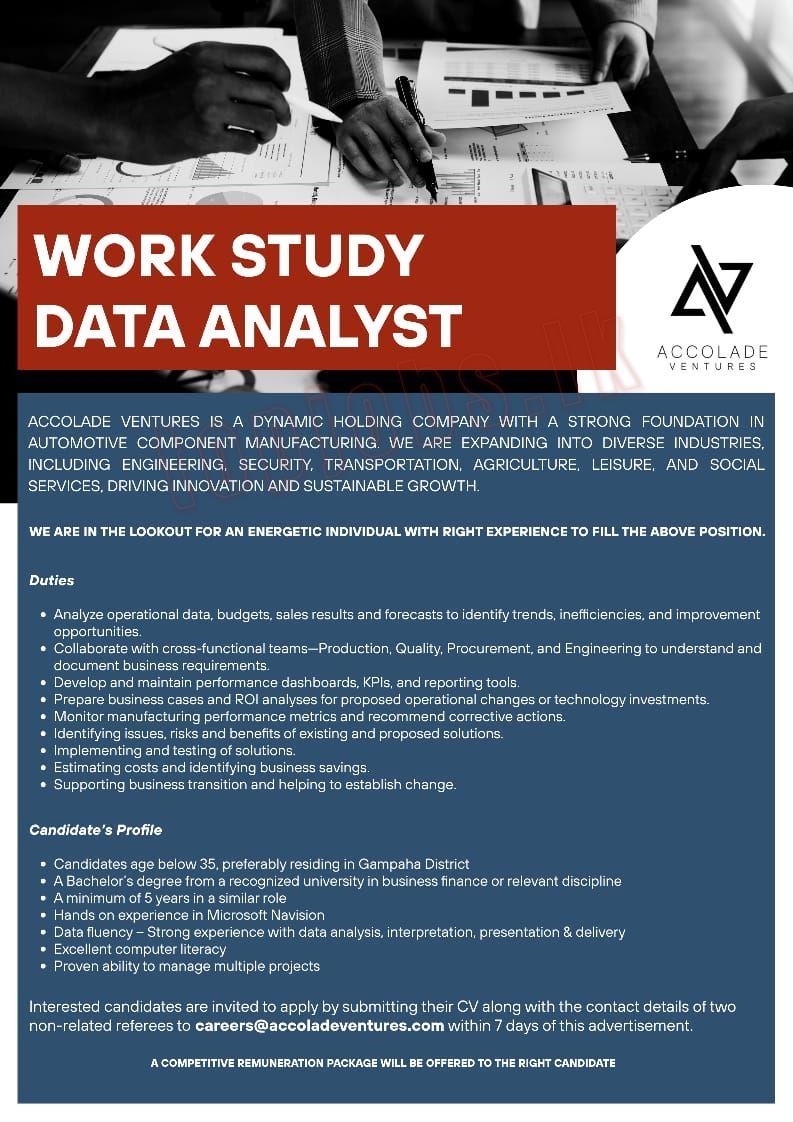 WORK STUDY
DATA ANALYST
ACCOLADE
VENTURES
topjobs.lk
ACCOLADE VENTURES IS A DYNAMIC HOLDING COMPANY WITH A STRONG FOUNDATION IN
AUTOMOTIVE COMPONENT MANUFACTURING. WE ARE EXPANDING INTO DIVERSE INDUSTRIES,
INCLUDING ENGINEERING, SECURITY, TRANSPORTATION, AGRICULTURE, LEISURE, AND SOCIAL
SERVICES, DRIVING INNOVATION AND SUSTAINABLE GROWTH.
WE ARE IN THE LOOKOUT FOR AN ENERGETIC INDIVIDUAL WITH RIGHT EXPERIENCE TO FILL THE ABOVE POSITION.
Duties
• Analyze operational data, budgets, sales results and forecasts to identify trends, inefficiencies, and improvement
opportunities.
• Collaborate with cross-functional teams—Production, Quality, Procurement, and Engineering to understand and
document business requirements.
• Develop and maintain performance dashboards, KPIs, and reporting tools.
• Prepare business cases and ROI analyses for proposed operational changes or technology investments.
• Monitor manufacturing performance metrics and recommend corrective actions.
• Identifying issues, risks and benefits of existing and proposed solutions.
• Implementing and testing of solutions.
• Estimating costs and identifying business savings.
• Supporting business transition and helping to establish change.
Candidate's Profile
• Candidates age below 35, preferably residing in Gampaha District
• A Bachelor's degree from a recognized university in business finance or relevant discipline
• A minimum of 5 years in a similar role
• Hands on experience in Microsoft Navision
• Data fluency – Strong experience with data analysis, interpretation, presentation & delivery
• Excellent computer literacy
• Proven ability to manage multiple projects
Interested candidates are invited to apply by submitting their CV along with the contact details of two
non-related referees to careers@accoladeventures.com within 7 days of this advertisement.
A COMPETITIVE REMUNERATION PACKAGE WILL BE OFFERED TO THE RIGHT CANDIDATE